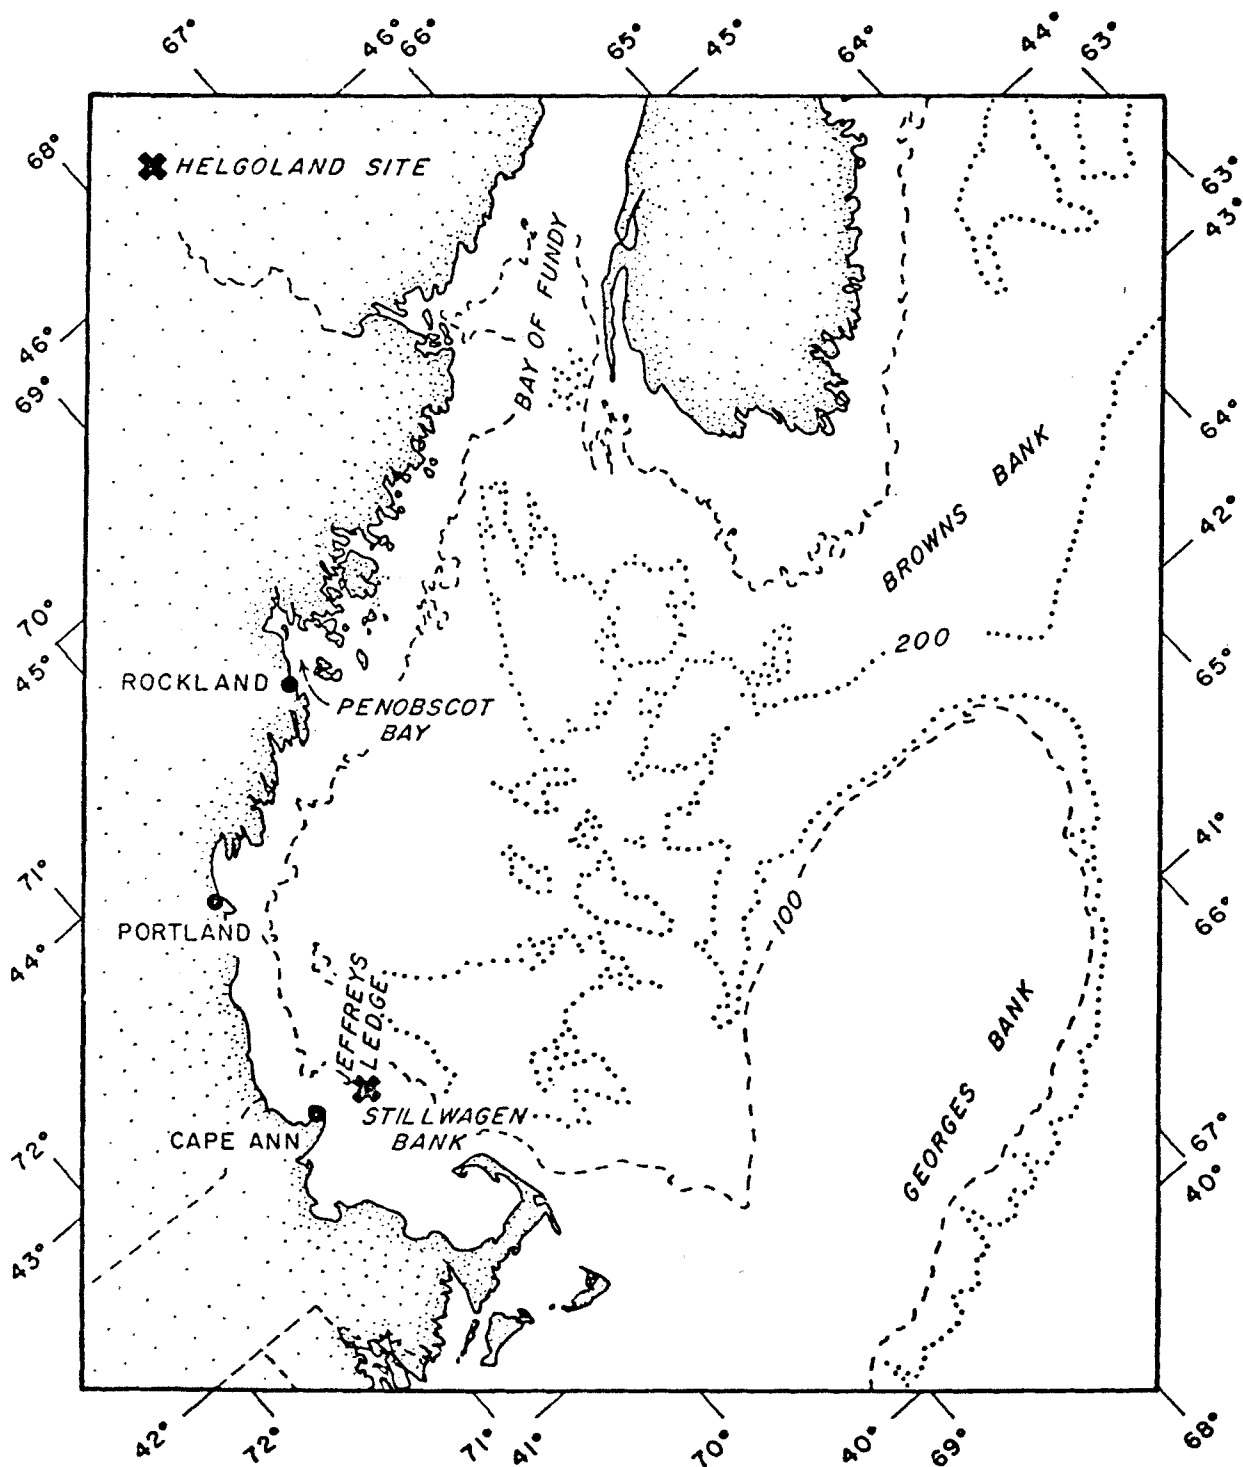 67°
46°
66°
65°
45°
64°
44°
63°
68°
HELGOLAND SITE
63°
43°
BAY OF FUNDY
46°
69°
64°
BROWNS BANK
42°
70°
45°
200
65°
ROCKLAND
PENOBSCOT
BAY
41°
71°
66°
100
PORTLAND
44°
JEFFREYS
LEDGE
GEORGES BANK
STILLWAGEN
BANK
CAPE ANN
72°
67°
40°
43°
42°
72°
71°
41°
70°
40°
69°
68°